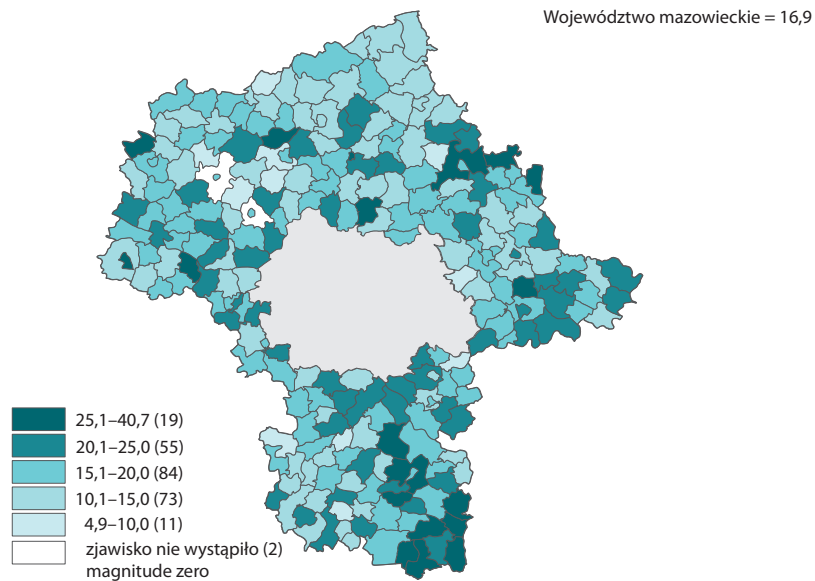 Województwo mazowieckie = 16,9
25,1–40,7 (19)
20,1–25,0 (55)
15,1–20,0 (84)
10,1–15,0 (73)
4,9–10,0 (11)
zjawisko nie wystąpiło (2)
magnitude zero